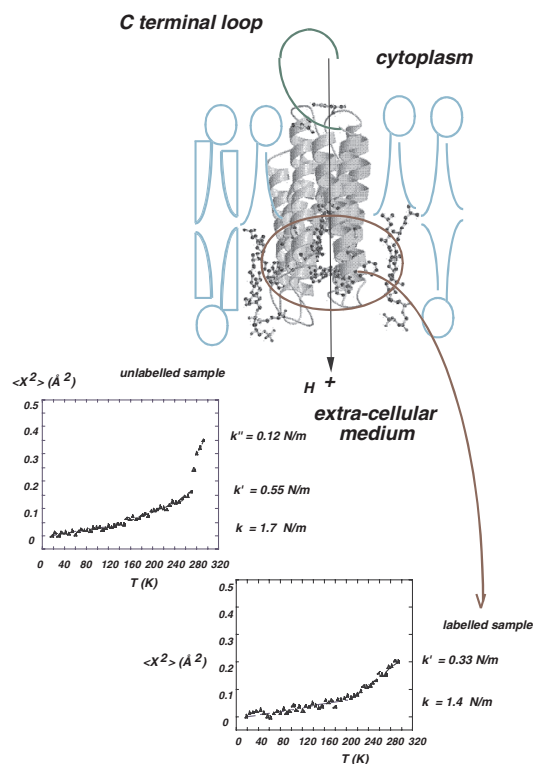 C terminal loop
cytoplasm
H +
extra-cellular
medium
<X²> (Å²)
unlabelled sample
0.5
0.4
0.3
0.2
0.1
0
k'' = 0.12 N/m
k' = 0.55 N/m
k = 1.7 N/m
0 40 80 120 160 200 240 280 320
T (K)
labelled sample
<X²> (Å²)
0.5
0.4
0.3
0.2
0.1
0
k' = 0.33 N/m
k = 1.4 N/m
0 40 80 120 160 200 240 280 320
T (K)